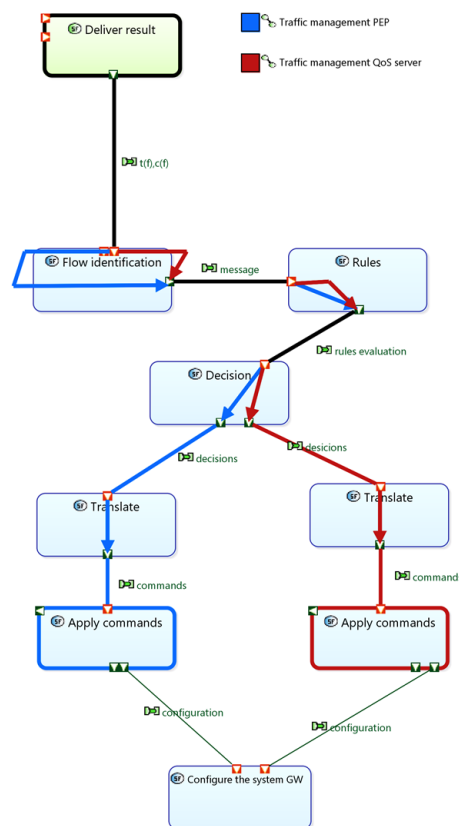 Deliver result
Traffic management PEP
Traffic management QoS server
t(f),c(f)
Flow identification
message
Rules
rules evaluation
Decision
decisions
desicions
Translate
Translate
commands
command
Apply commands
Apply commands
configuration
configuration
Configure the system GW